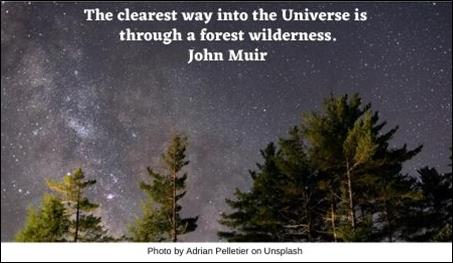 The clearest way into the Universe is
through a forest wilderness.
John Muir
Photo by Adrian Pelletier on Unsplash